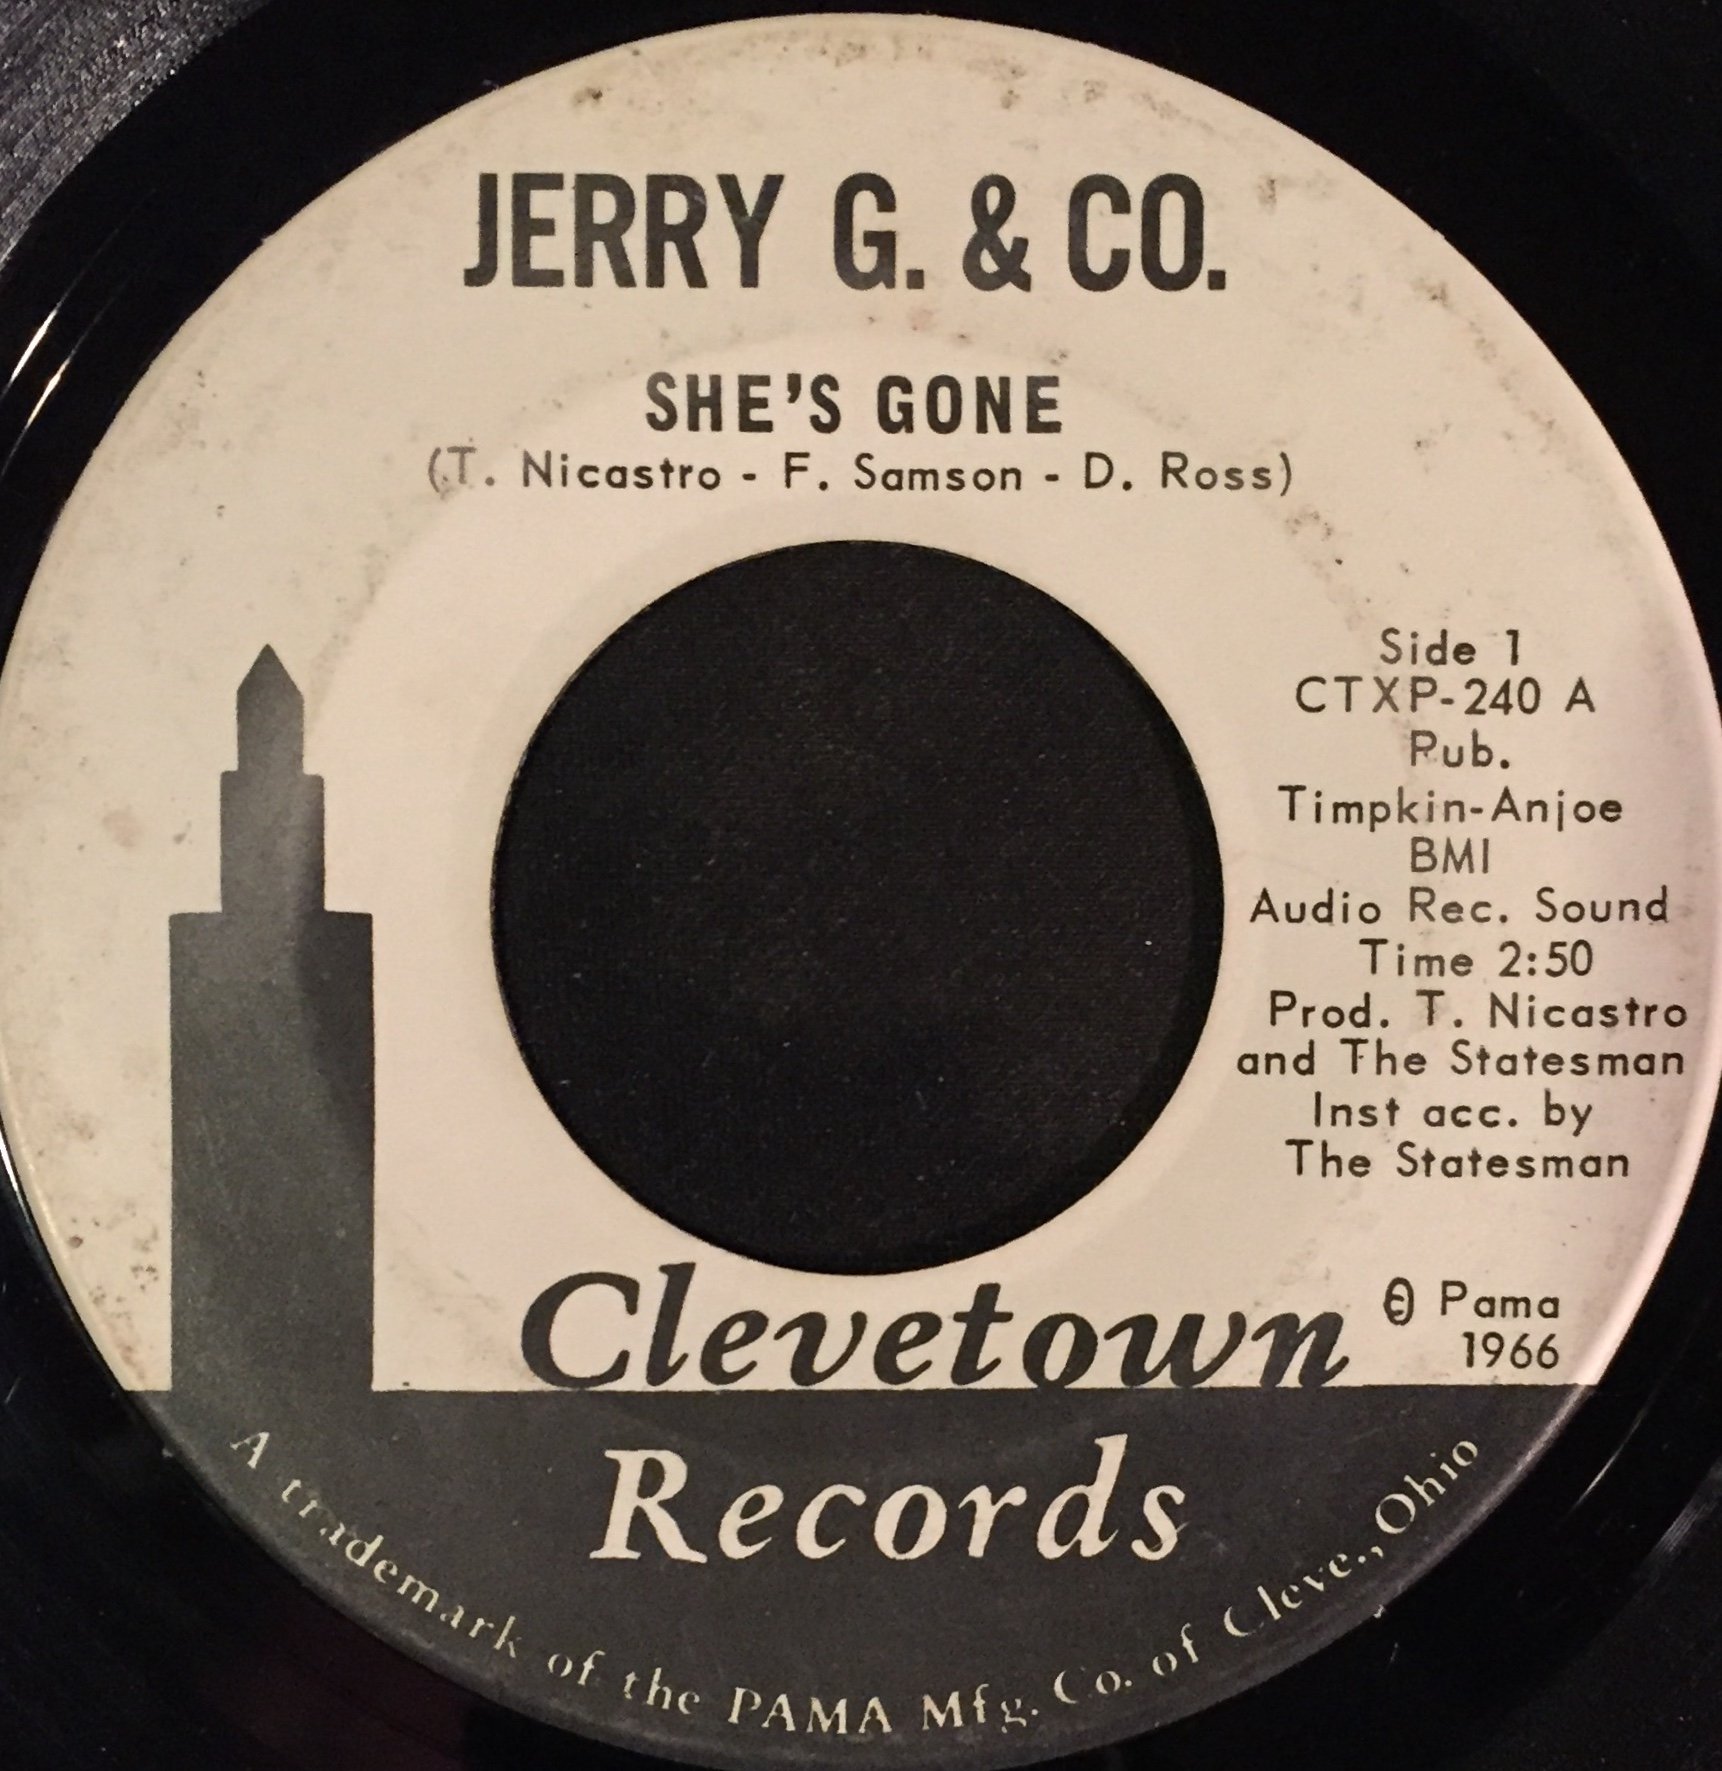 JERRY G. & CO.
SHE'S GONE
(T. Nicastro - F. Samson - D. Ross)
Side 1
CTXP-240 A
Pub.
Timpkin-Anjoe
BMI
Audio Rec. Sound
Time 2:50
Prod. T. Nicastro
and The Statesman
Inst acc. by
The Statesman
℗ Pama
1966
Clevetown
Records
A trademark of the PAMA Mfg. Co. of Cleve., Ohio